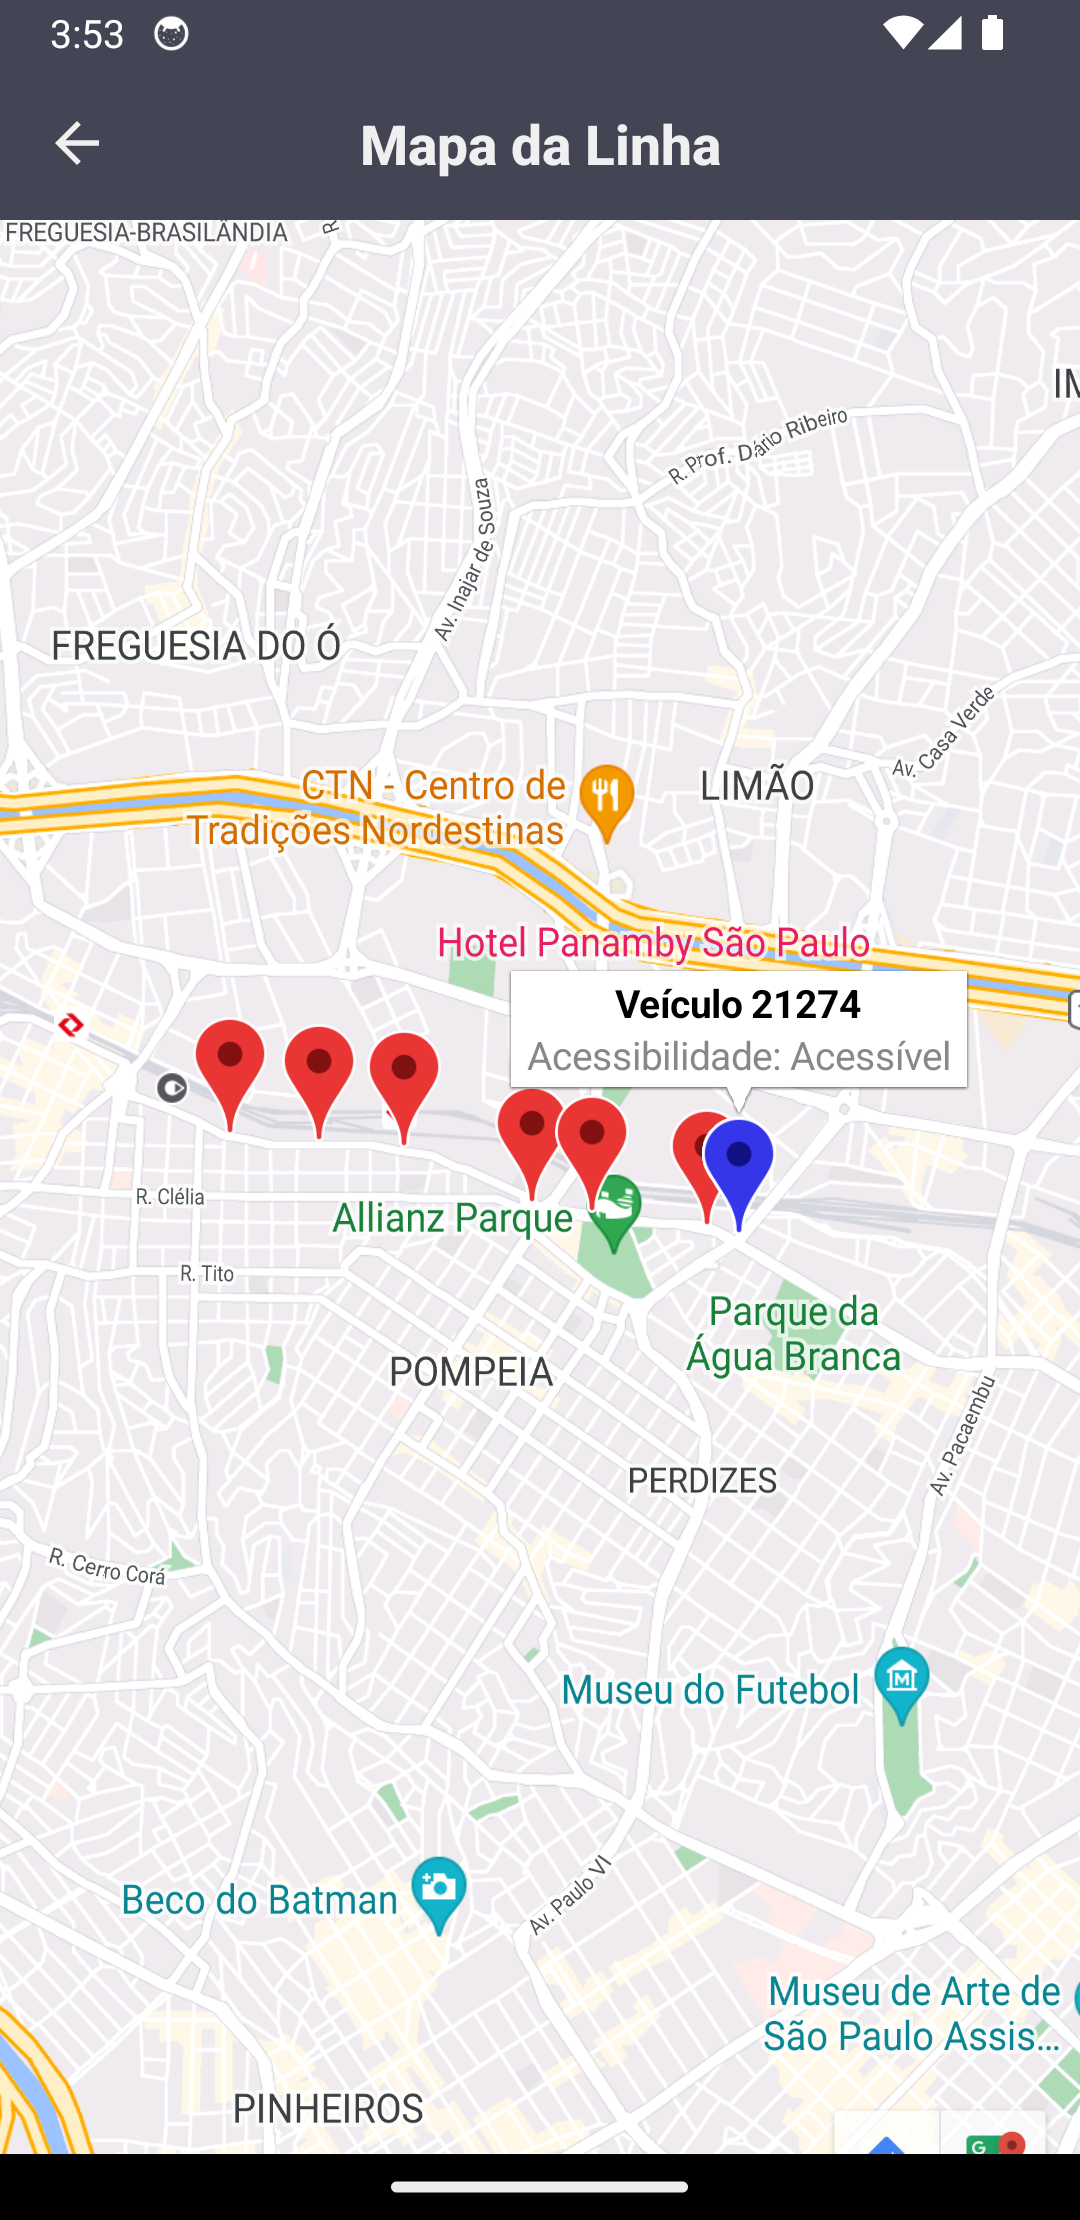 3:53
Mapa da Linha
FREGUESIA-BRASILÂNDIA
R
IM
R. Prof. Dário Ribeiro
Av. Inajar de Souza
FREGUESIA DO Ó
Av. Casa Verde
CTN - Centro de
Tradições Nordestinas
LIMÃO
Hotel Panamby São Paulo
Veículo 21274
Acessibilidade: Acessível
R. Clélia
Allianz Parque
R. Tito
Parque da
Água Branca
POMPEIA
Av. Pacaembu
PERDIZES
R. Cerro Corá
Museu do Futebol
M
Beco do Batman
Av. Paulo VI
Museu de Arte de
São Paulo Assis...
PINHEIROS
G